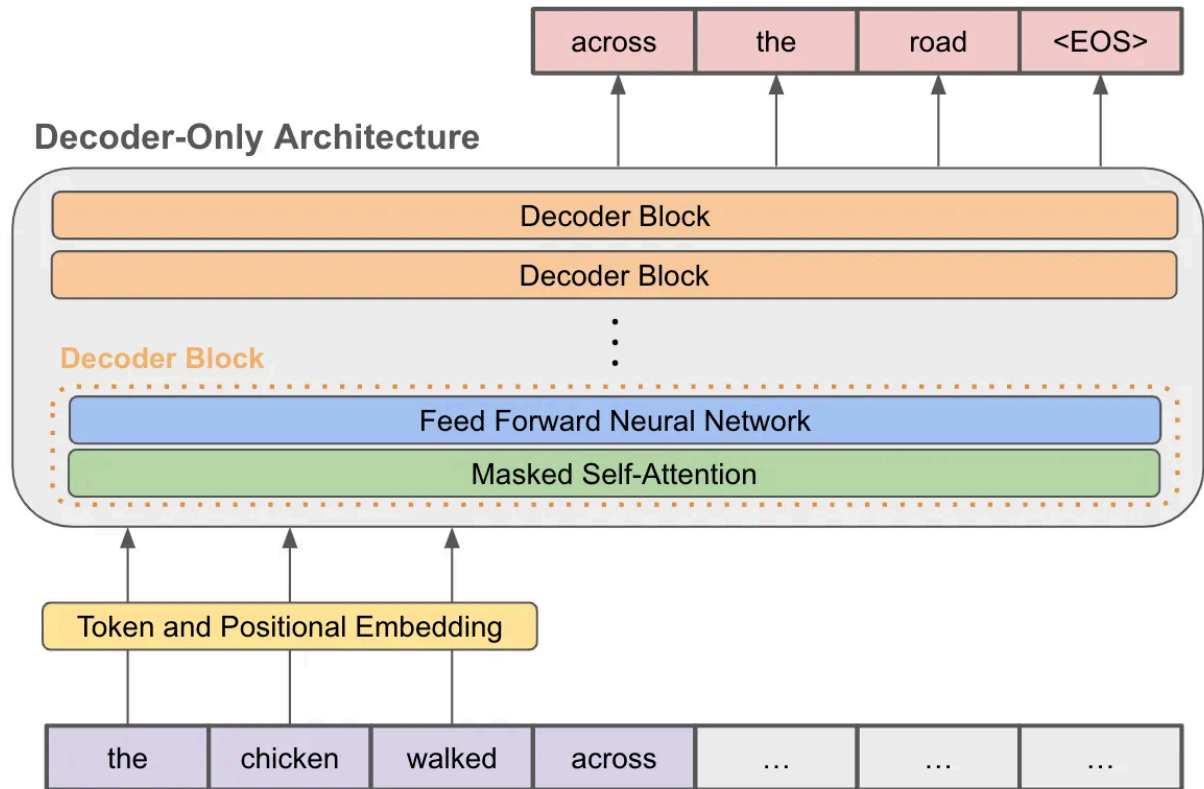 across the road <EOS>
Decoder-Only Architecture
Decoder Block
Decoder Block
Decoder Block
Feed Forward Neural Network
Masked Self-Attention
Token and Positional Embedding
the chicken walked across ... ... ...